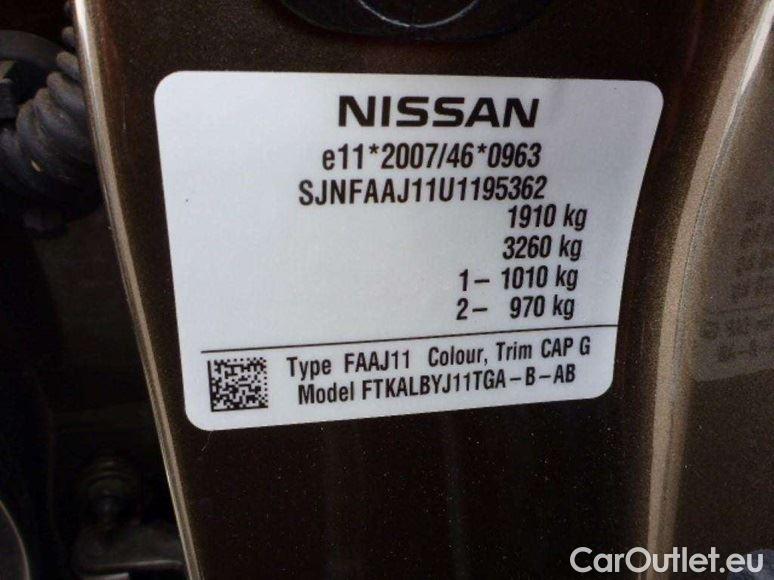 NISSAN
e11*2007/46*0963
SJNFAAJ11U1195362
1910 kg
3260 kg
1– 1010 kg
2– 970 kg
Type FAAJ11 Colour, Trim CAP G
Model FTKALBYJ11TGA–B–AB
CarOutlet.eu